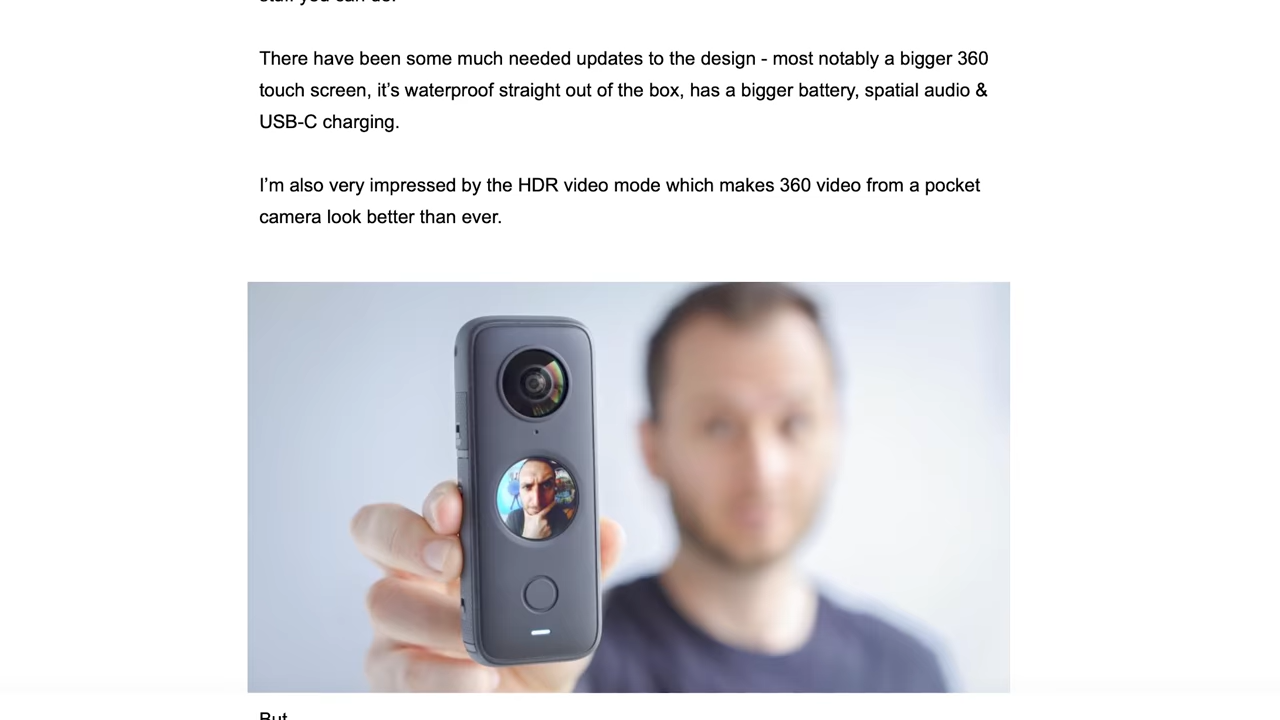 There have been some much needed updates to the design - most notably a bigger 360
touch screen, it’s waterproof straight out of the box, has a bigger battery, spatial audio &
USB-C charging.
I’m also very impressed by the HDR video mode which makes 360 video from a pocket
camera look better than ever.
But